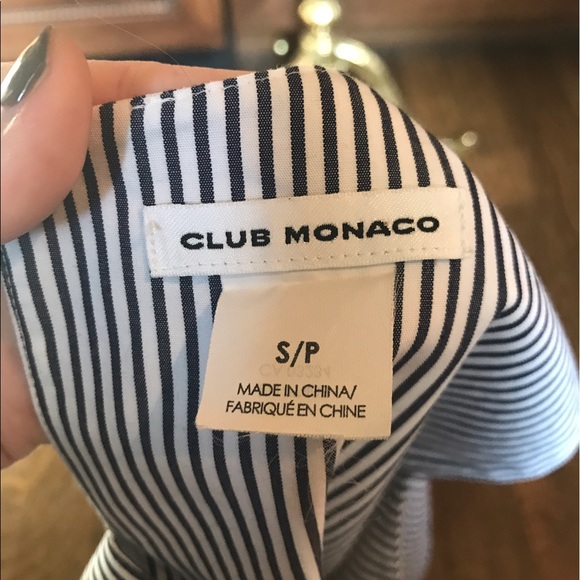 CLUB MONACO
S/P
MADE IN CHINA/
FABRIQUÉ EN CHINE